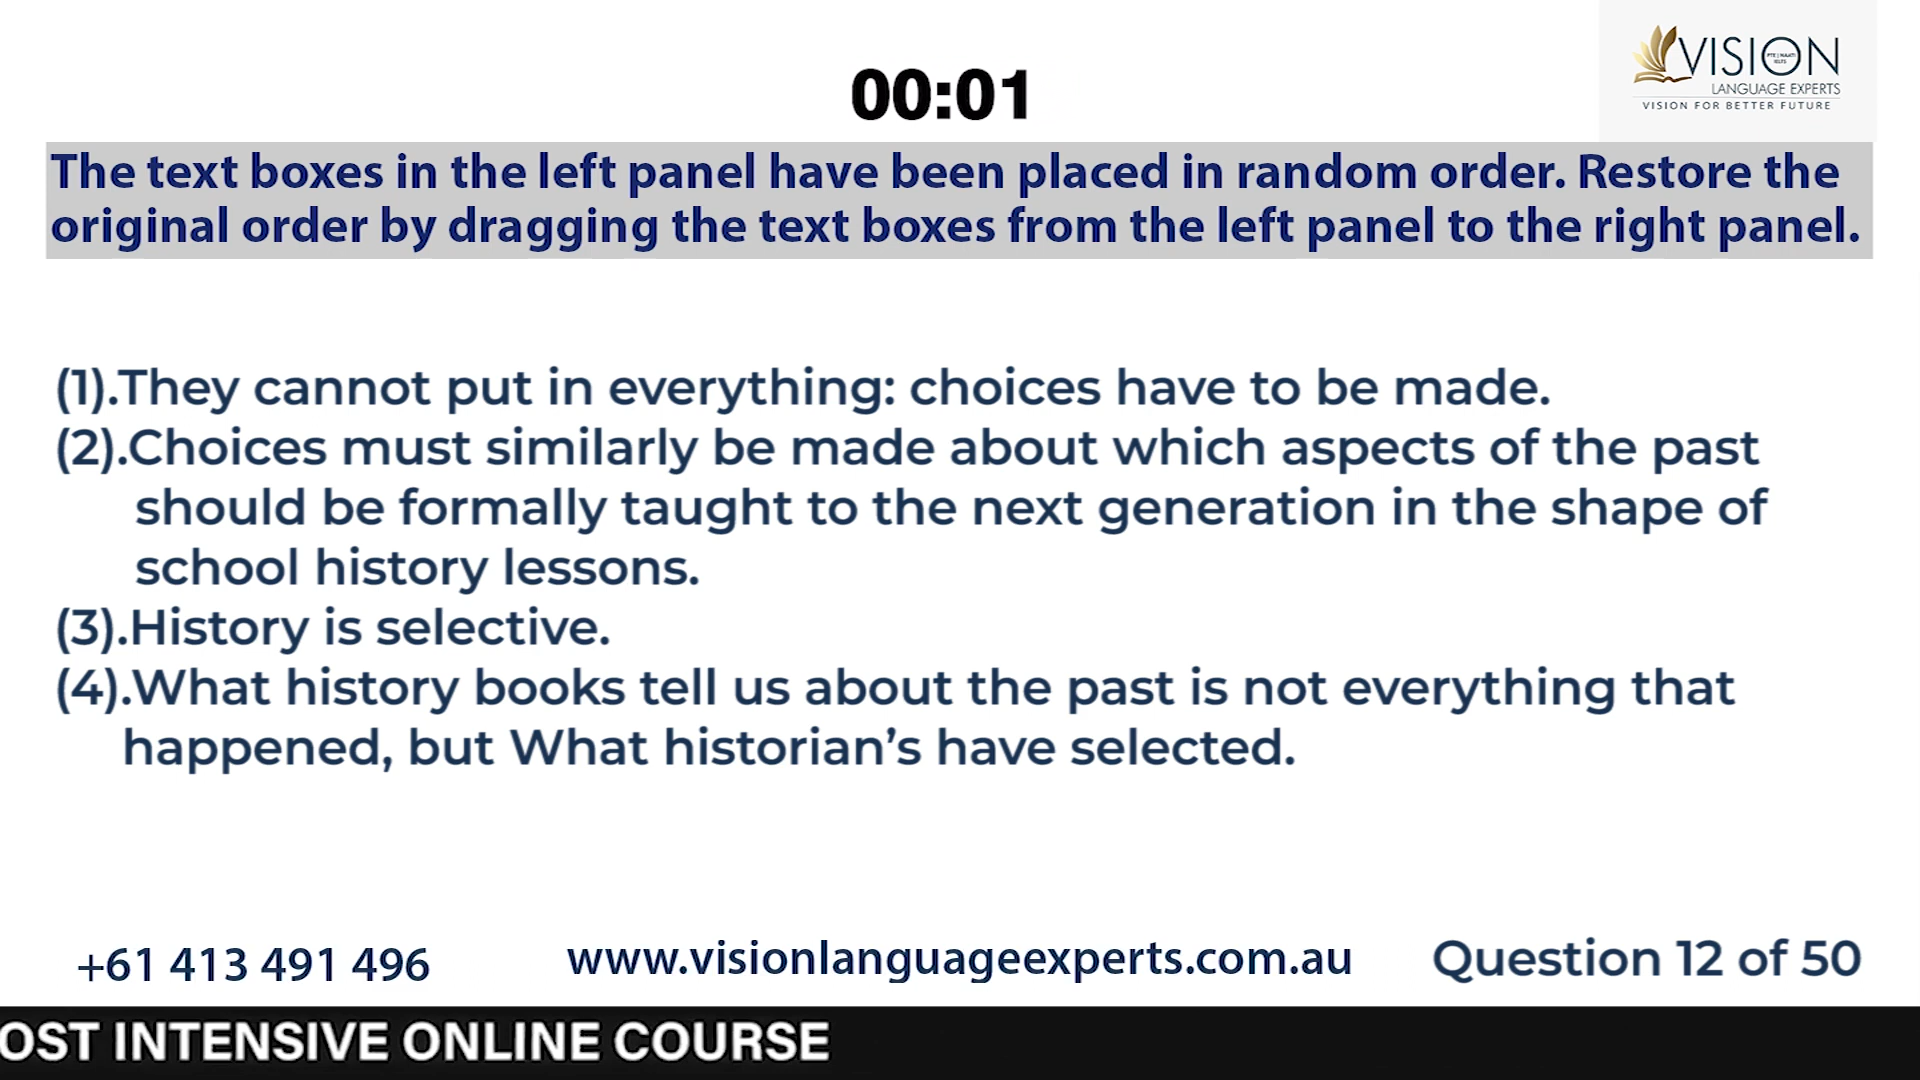 VISION
LANGUAGE EXPERTS
VISION FOR BETTER FUTURE
00:01
The text boxes in the left panel have been placed in random order. Restore the
original order by dragging the text boxes from the left panel to the right panel.
(1).They cannot put in everything: choices have to be made.
(2).Choices must similarly be made about which aspects of the past
should be formally taught to the next generation in the shape of
school history lessons.
(3).History is selective.
(4).What history books tell us about the past is not everything that
happened, but What historian’s have selected.
+61 413 491 496
www.visionlanguageexperts.com.au
Question 12 of 50
OST INTENSIVE ONLINE COURSE